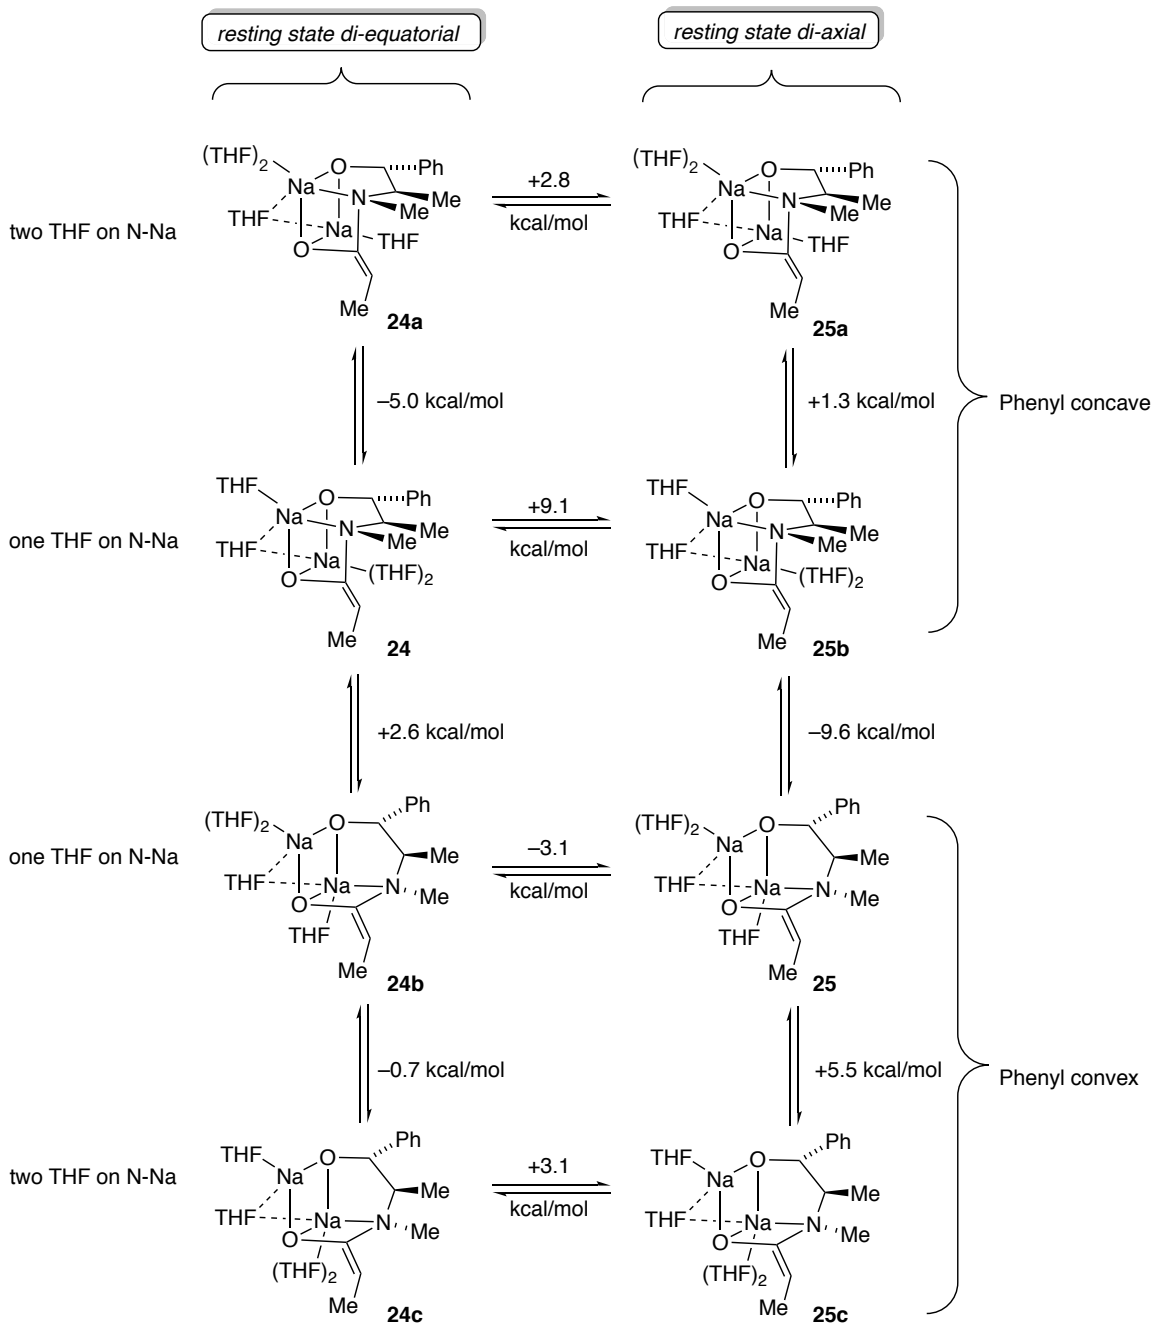 resting state di-equatorial
resting state di-axial
two THF on N-Na
(THF)2
Na
O
Ph
N
Me
Me
THF
Na
THF
O
Me
24a
+2.8
kcal/mol
(THF)2
Na
O
Ph
N
Me
Me
THF
Na
THF
O
Me
25a
–5.0 kcal/mol
+1.3 kcal/mol
Phenyl concave
one THF on N-Na
THF
Na
O
Ph
N
Me
Me
THF
Na
(THF)2
O
Me
24
+9.1
kcal/mol
THF
Na
O
Ph
N
Me
Me
THF
Na
(THF)2
O
Me
25b
+2.6 kcal/mol
–9.6 kcal/mol
one THF on N-Na
(THF)2
Na
O
Ph
Me
THF
Na
N
Me
O
THF
Me
24b
–3.1
kcal/mol
(THF)2
Na
O
Ph
Me
THF
Na
N
Me
O
THF
Me
25
–0.7 kcal/mol
+5.5 kcal/mol
Phenyl convex
two THF on N-Na
THF
Na
O
Ph
Me
THF
Na
N
Me
O
(THF)2
Me
24c
+3.1
kcal/mol
THF
Na
O
Ph
Me
THF
Na
N
Me
O
(THF)2
Me
25c